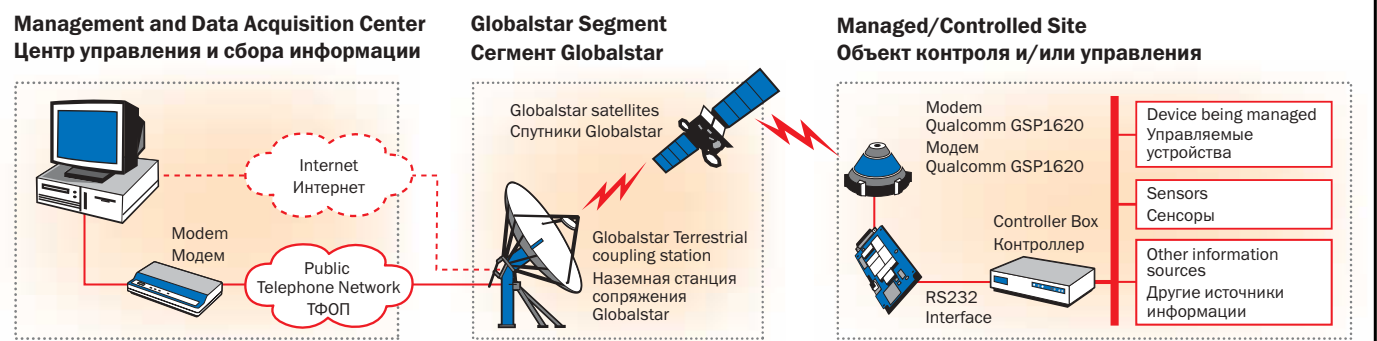 Management and Data Acquisition Center
Центр управления и сбора информации
Globalstar Segment
Сегмент Globalstar
Managed/Controlled Site
Объект контроля и/или управления
Internet
Интернет
Modem
Модем
Public
Telephone Network
ТФОП
Globalstar satellites
Спутники Globalstar
Globalstar Terrestrial
coupling station
Наземная станция
сопряжения
Globalstar
Modem
Qualcomm GSP1620
Модем
Qualcomm GSP1620
RS232
Interface
Controller Box
Контроллер
Device being managed
Управляемые
устройства
Sensors
Сенсоры
Other information
sources
Другие источники
информации